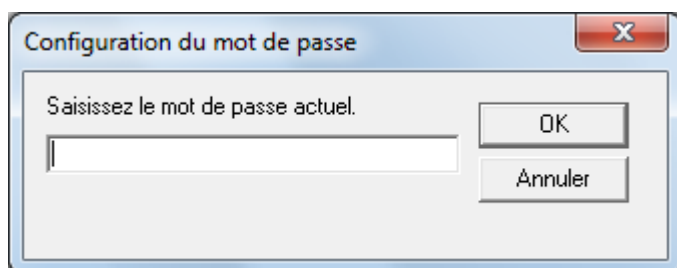 Configuration du mot de passe
Saisissez le mot de passe actuel.
OK
Annuler